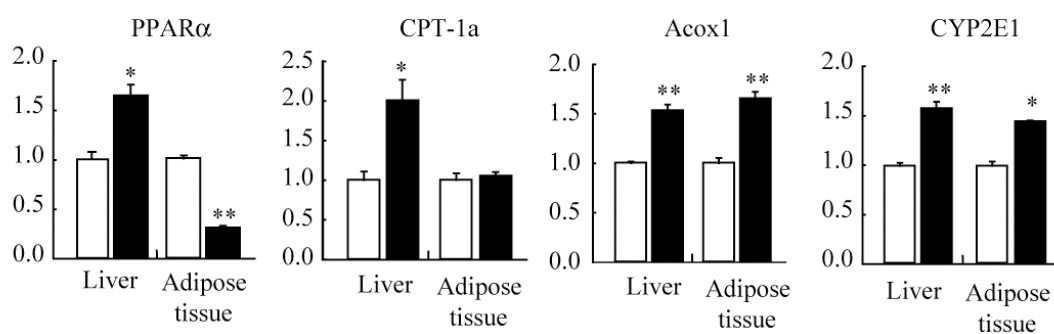 PPARα
CPT-1a
Acox1
CYP2E1
2.0
1.5
1.0
0.5
0.0
*
**
Liver
Adipose
tissue
2.5
2.0
1.5
1.0
0.5
0.0
*
Liver
Adipose
tissue
2.0
1.5
1.0
0.5
0.0
**
**
Liver
Adipose
tissue
2.0
1.5
1.0
0.5
0.0
**
*
Liver
Adipose
tissue